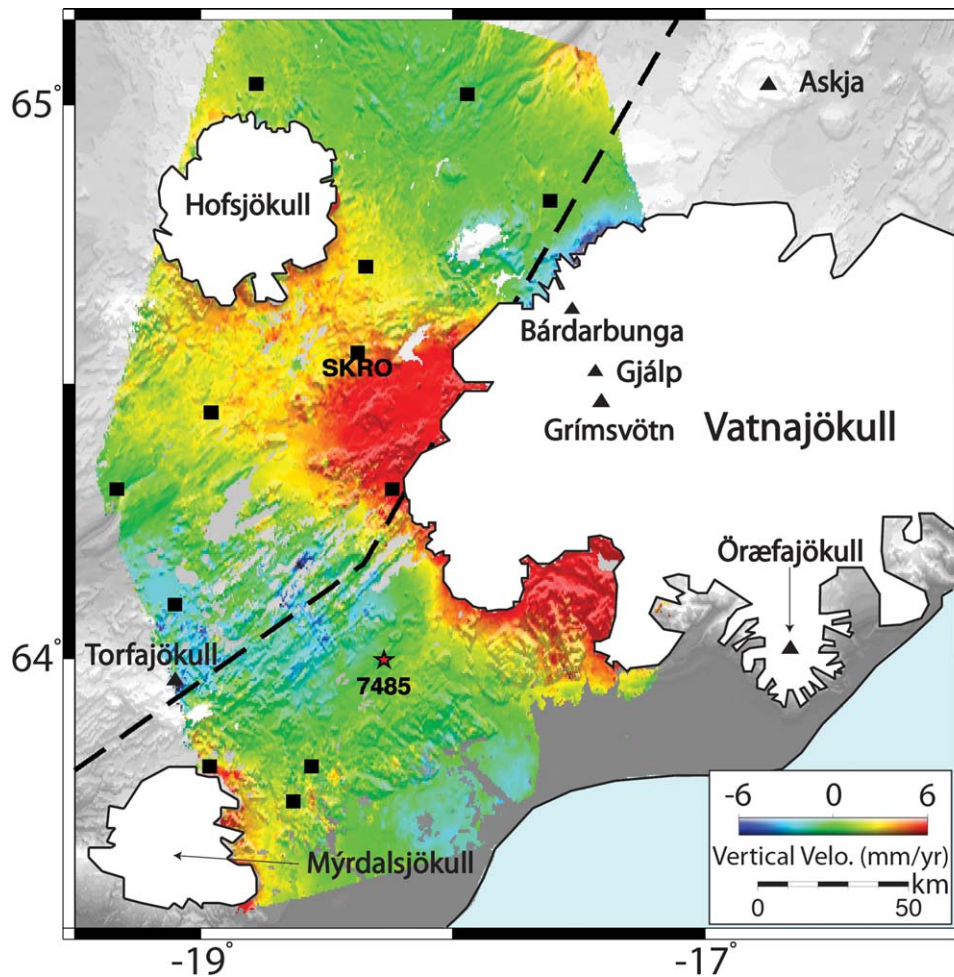 65°
Askja
Hofsjökull
Bárdarbunga
SKRO
Gjálp
Grímsvötn
Vatnajökull
Öræfajökull
64°
Torfajökull
7485
-6 0 6
Vertical Velo. (mm/yr)
km
0 50
Mýrdalsjökull
-19° -17°